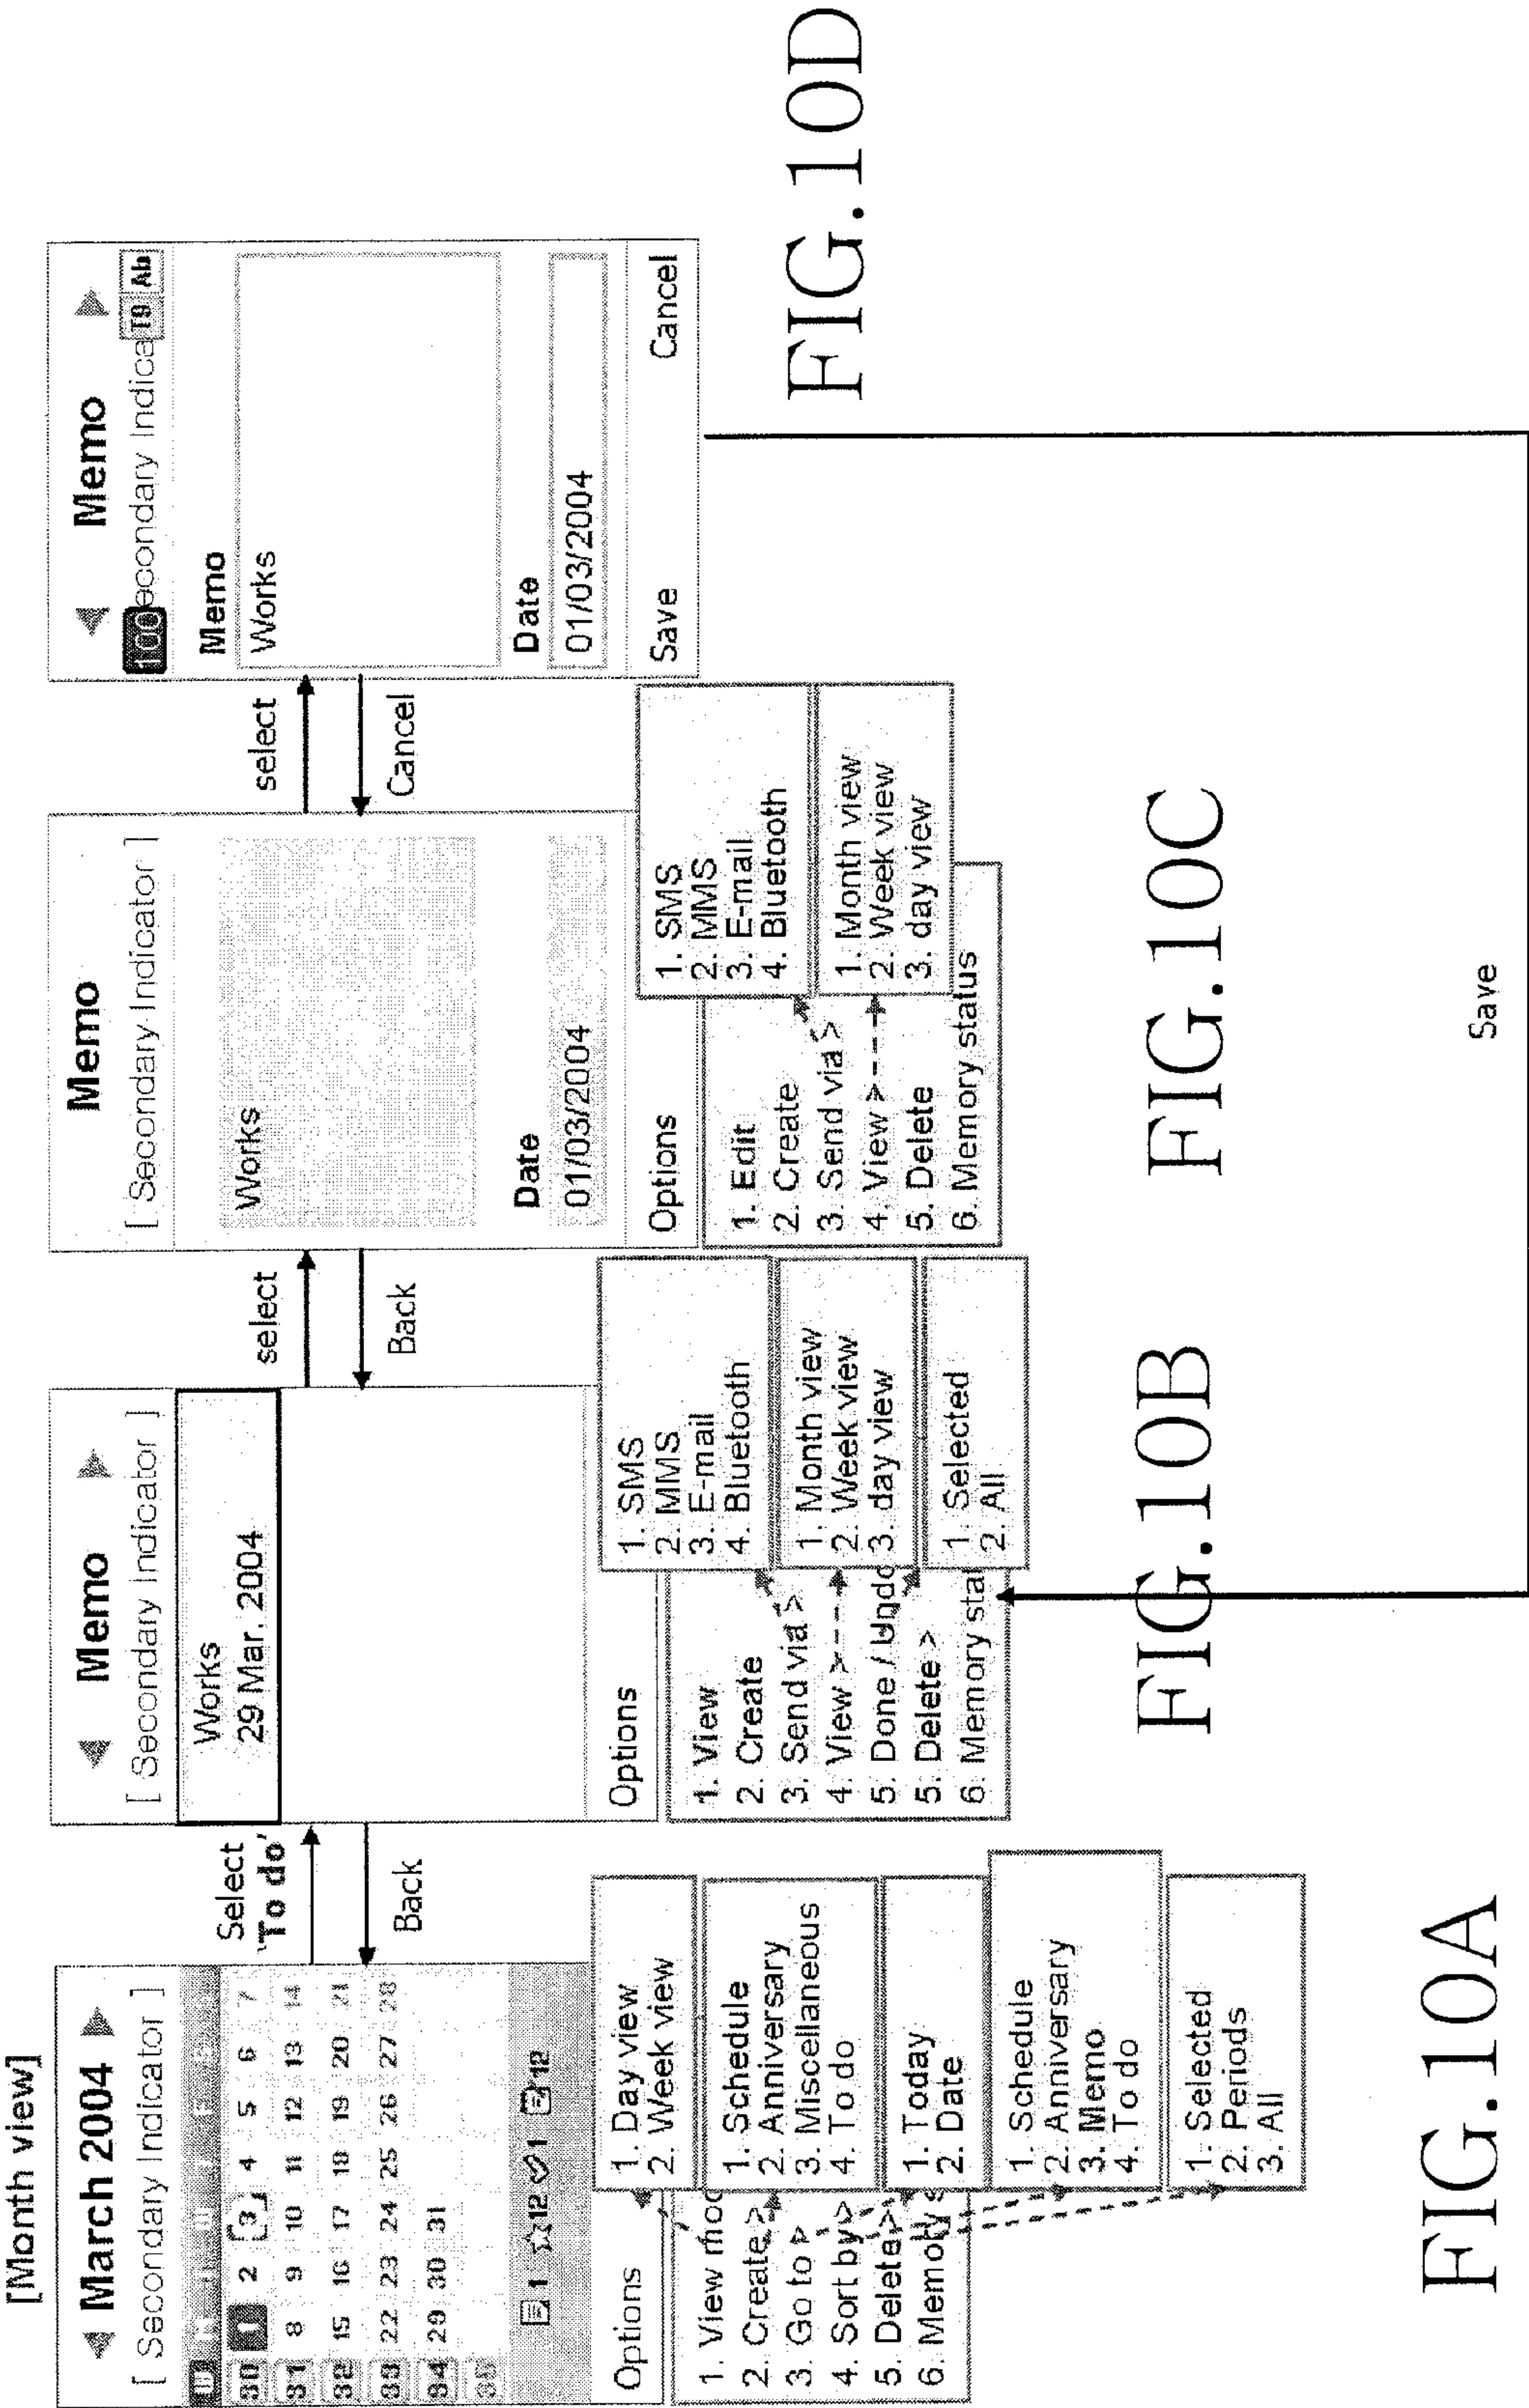 [Month view]
March 2004
[ Secondary Indicator ]
1 2 3 4 5 6 7
8 9 10 11 12 13 14
15 16 17 18 19 20 21
22 23 24 25 26 27 28
29 30 31
1 12 1 12
Options
1. View mod
2. Create >
3. Go to >
4. Sort by >
5. Delete >
6. Memory s
1. Day view
2. Week view
1. Schedule
2. Anniversary
3. Miscellaneous
4. To do
1. Today
2. Date
1. Schedule
2. Anniversary
3. Memo
4. To do
1. Selected
2. Periods
3. All
FIG.10A
Select
'To do'
Back
Memo
[ Secondary Indicator ]
Works
29 Mar. 2004
Options
1. View
2. Create
3. Send via >
4. View >
5. Done / Undo
5. Delete >
6. Memory sta
1. SMS
2. MMS
3. E-mail
4. Bluetooth
1. Month view
2. Week view
3. day view
1. Selected
2. All
FIG.10B
select
Back
Memo
[ Secondary Indicator ]
Works
Date
01/03/2004
Options
1. Edit
2. Create
3. Send via >
4. View >
5. Delete
6. Memory status
1. SMS
2. MMS
3. E-mail
4. Bluetooth
1. Month view
2. Week view
3. day view
FIG.10C
select
Cancel
Memo
100econdary Indica T9 Ab
Memo
Works
Date
01/03/2004
Save Cancel
FIG.10D
Save